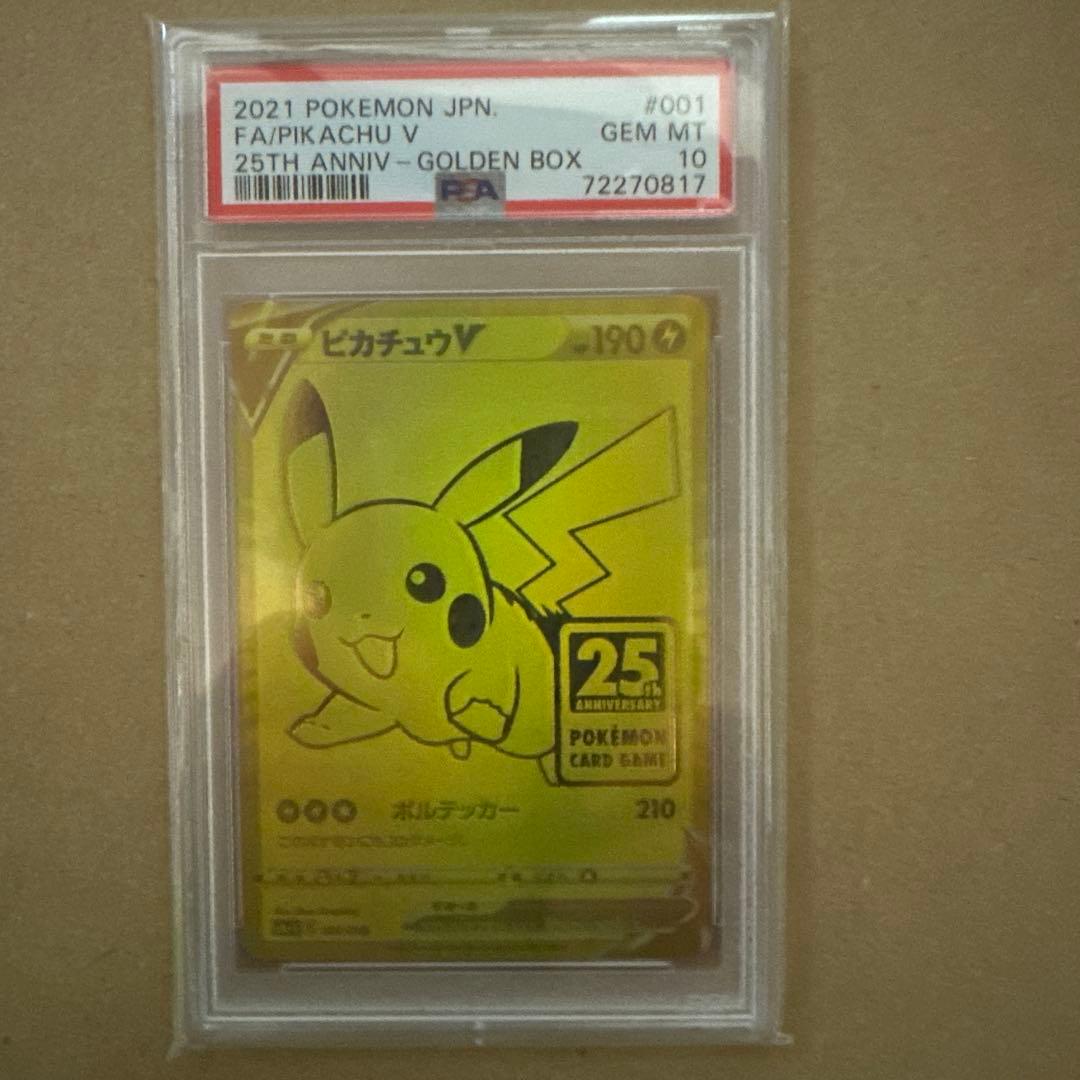 2021 POKEMON JPN. #001
FA/PIKACHU V GEM MT
25TH ANNIV-GOLDEN BOX 10
PSA 72270817
ピカチュウV 190
25th
ANNIVERSARY
POKÉMON
CARD GAME
ボルテッカー 210